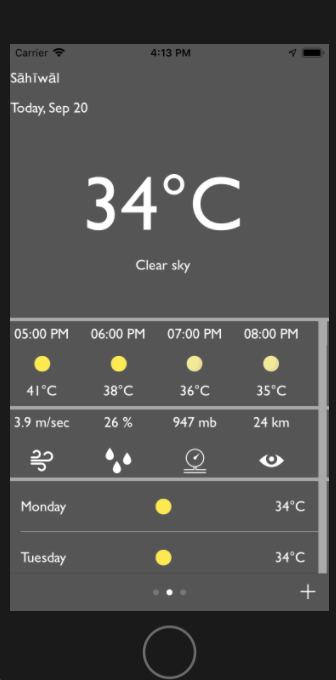 Carrier 4:13 PM
Sāhīwāl
Today, Sep 20
34°C
Clear sky
05:00 PM 06:00 PM 07:00 PM 08:00 PM
41°C 38°C 36°C 35°C
3.9 m/sec 26 % 947 mb 24 km
Monday 34°C
Tuesday 34°C
+